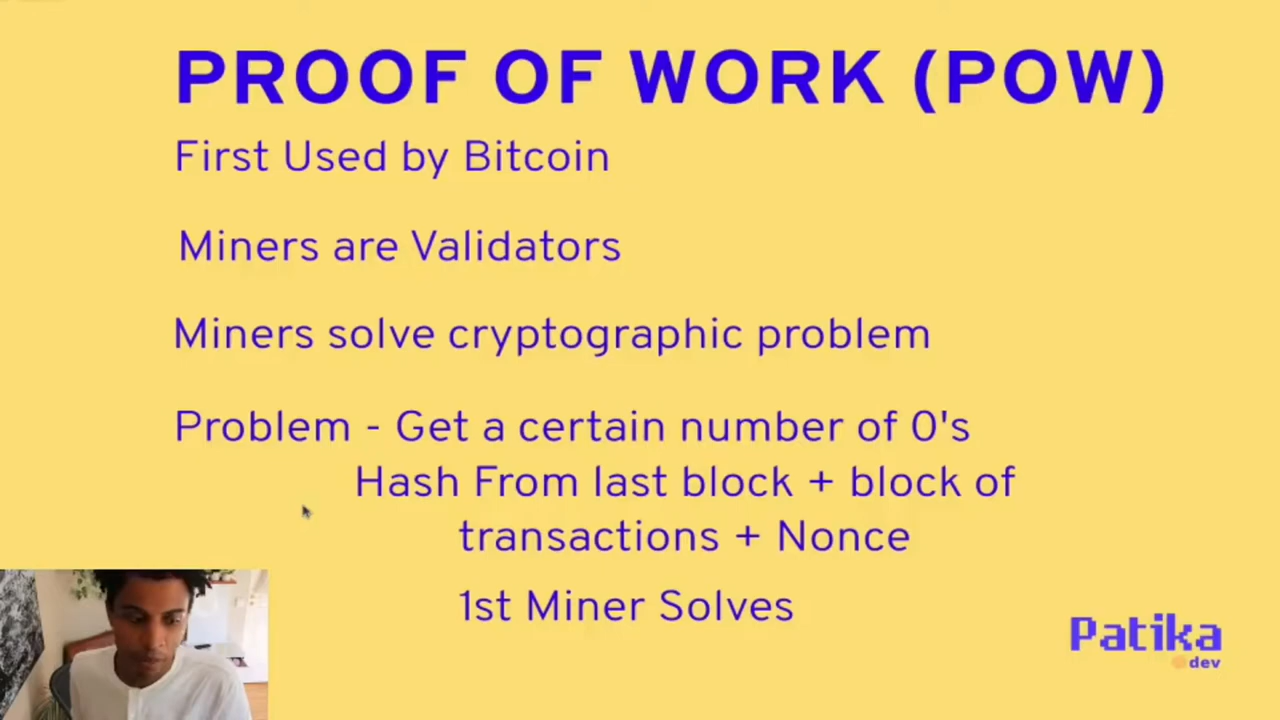 PROOF OF WORK (POW)
First Used by Bitcoin
Miners are Validators
Miners solve cryptographic problem
Problem - Get a certain number of 0's
Hash From last block + block of
transactions + Nonce
1st Miner Solves
Patika
dev